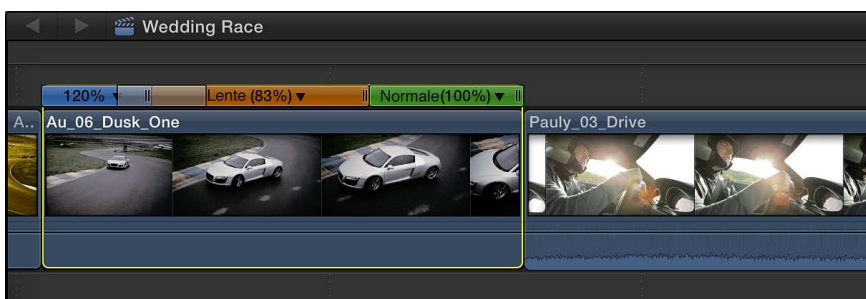 Wedding Race
120% Lente (83%) Normale(100%)
A.. Au_06_Dusk_One Pauly_03_Drive